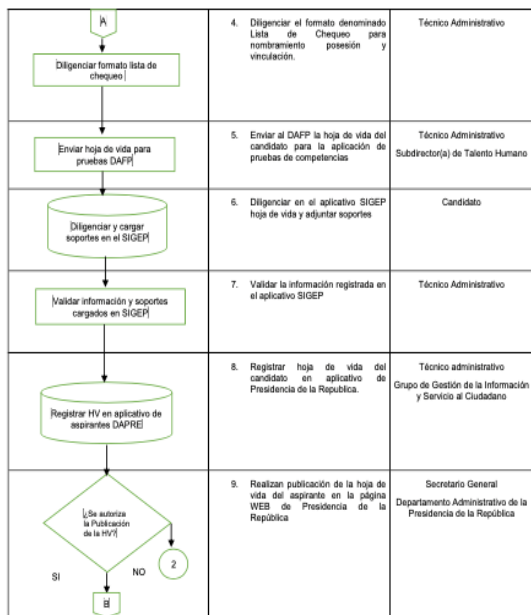 A
Diligenciar formato lista de
chequeo
4. Diligenciar el formato denominado
Lista de Chequeo para
nombramiento posesión y
vinculación.
Técnico Administrativo
Enviar hoja de vida para
pruebas DAFP
5. Enviar al DAFP la hoja de vida del
candidato para la aplicación de
pruebas de competencias
Técnico Administrativo
Subdirector(a) de Talento Humano
Diligenciar y cargar
soportes en el SIGEP
6. Diligenciar en el aplicativo SIGEP
hoja de vida y adjuntar soportes
Candidato
Validar información y soportes
cargados en SIGEP
7. Validar la información registrada en
el aplicativo SIGEP
Técnico Administrativo
Registrar HV en aplicativo de
aspirantes DAPRE
8. Registrar hoja de vida del
candidato en aplicativo de
Presidencia de la Republica.
Técnico administrativo
Grupo de Gestión de la Información
y Servicio al Ciudadano
¿Se autoriza
la Publicación
de la HV?
SI
NO
2
B
9. Realizan publicación de la hoja de
vida del aspirante en la página
WEB de Presidencia de la
República
Secretario General
Departamento Administrativo de la
Presidencia de la República